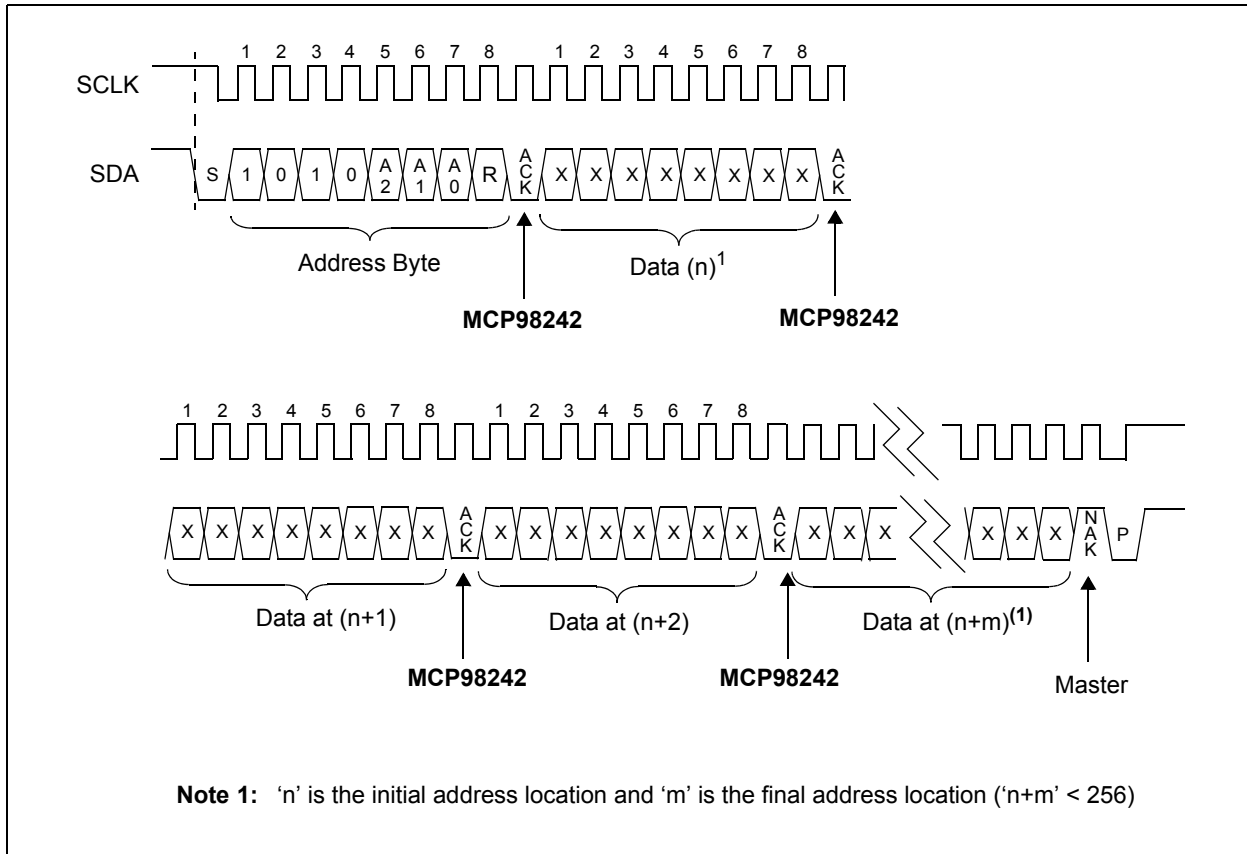 1 2 3 4 5 6 7 8 1 2 3 4 5 6 7 8
SCLK
SDA S 1 0 1 0 A2 A1 A0 R ACK X X X X X X X X ACK
Address Byte Data (n)1
MCP98242 MCP98242
1 2 3 4 5 6 7 8 1 2 3 4 5 6 7 8
X X X X X X X X ACK X X X X X X X X ACK X X X X X X NAK P
Data at (n+1) Data at (n+2) Data at (n+m)(1)
MCP98242 MCP98242 Master
Note 1: ‘n’ is the initial address location and ‘m’ is the final address location (‘n+m’ < 256)